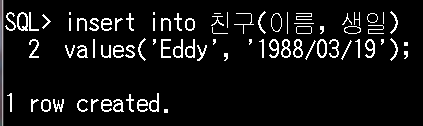 SQL> insert into 친구(이름, 생일)
2 values('Eddy', '1988/03/19');
1 row created.